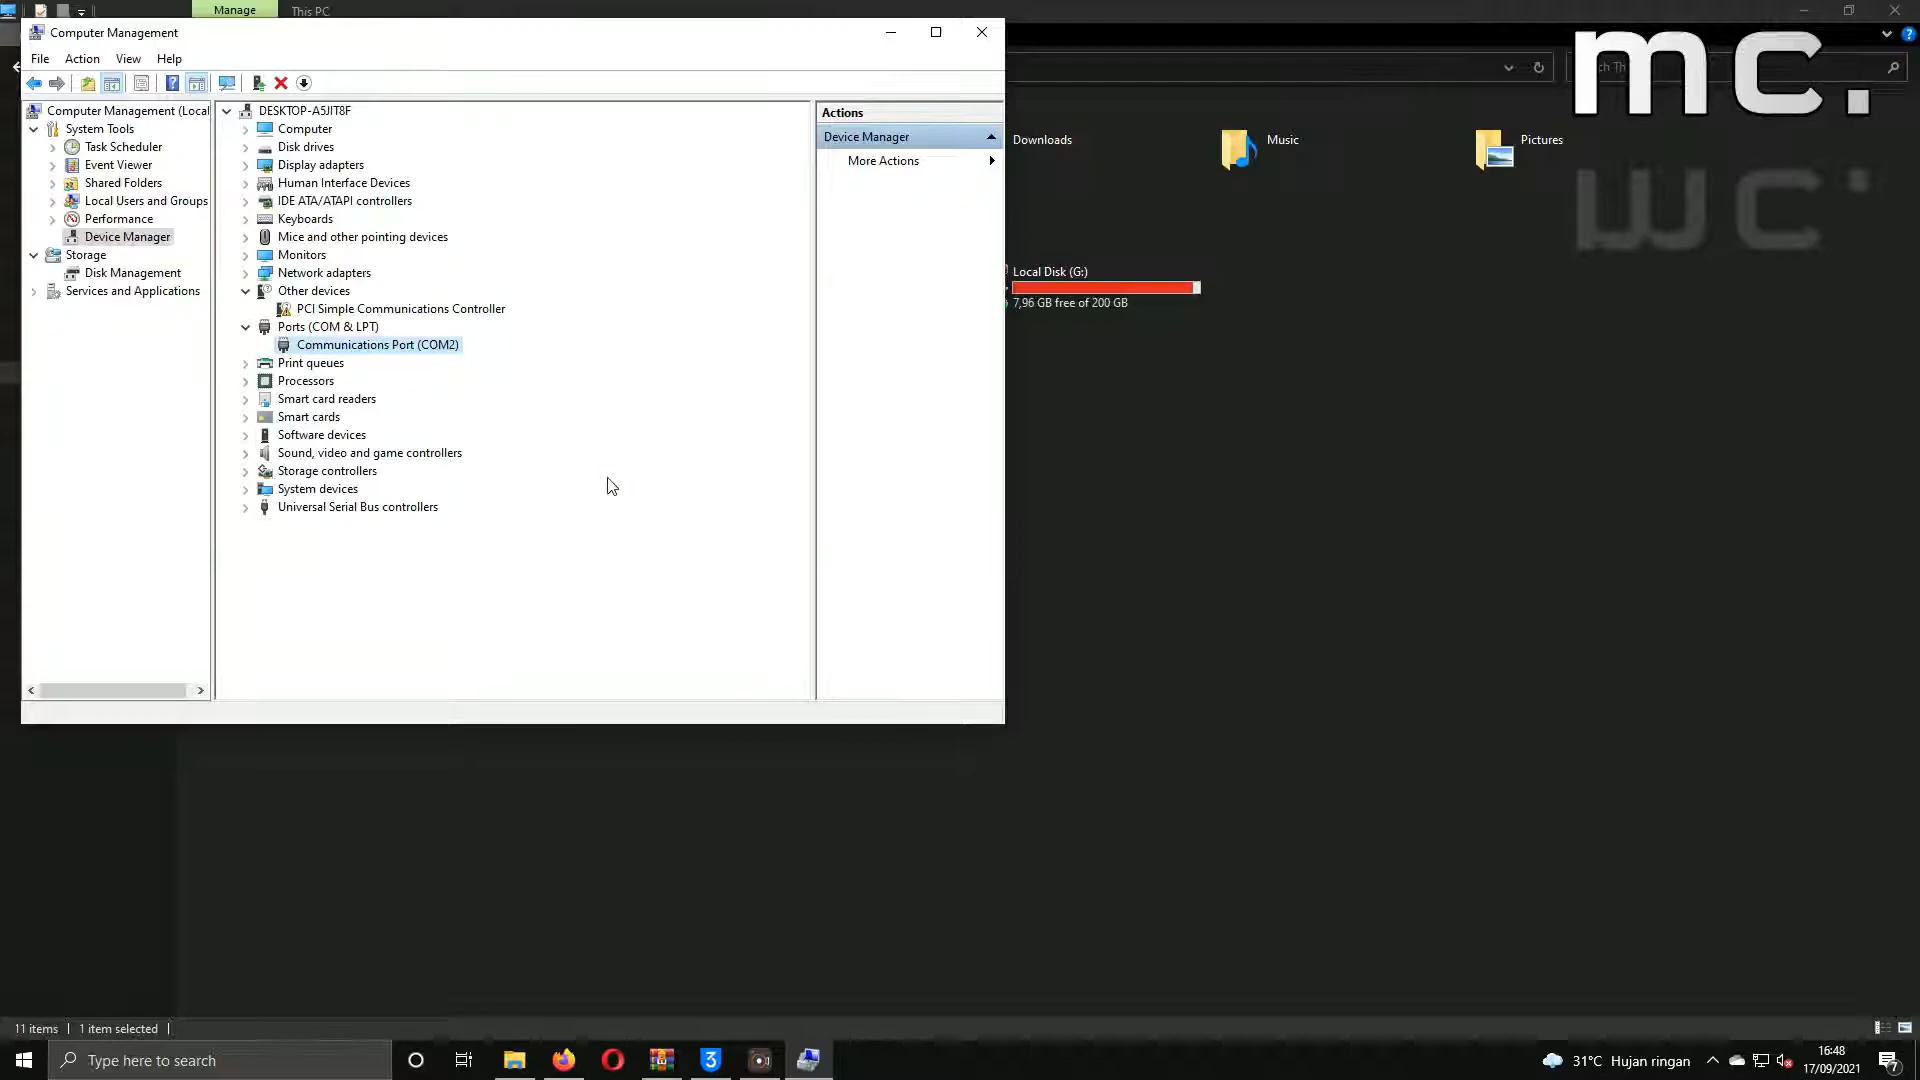 Manage
This PC
Computer Management
File Action View Help
Computer Management (Local
System Tools
Task Scheduler
Event Viewer
Shared Folders
Local Users and Groups
Performance
Device Manager
Storage
Disk Management
Services and Applications
DESKTOP-A5JIT8F
Computer
Disk drives
Display adapters
Human Interface Devices
IDE ATA/ATAPI controllers
Keyboards
Mice and other pointing devices
Monitors
Network adapters
Other devices
PCI Simple Communications Controller
Ports (COM & LPT)
Communications Port (COM2)
Print queues
Processors
Smart card readers
Smart cards
Software devices
Sound, video and game controllers
Storage controllers
System devices
Universal Serial Bus controllers
Actions
Device Manager
More Actions
mc.
Downloads
Music
Pictures
Local Disk (G:)
7,96 GB free of 200 GB
11 items
1 item selected
Type here to search
31°C Hujan ringan
16:48
17/09/2021
7